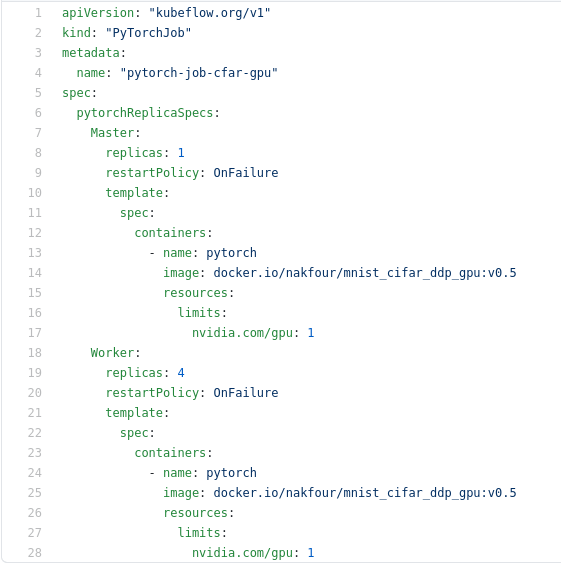 1 apiVersion: "kubeflow.org/v1"
2 kind: "PyTorchJob"
3 metadata:
4   name: "pytorch-job-cfar-gpu"
5 spec:
6   pytorchReplicaSpecs:
7     Master:
8       replicas: 1
9       restartPolicy: OnFailure
10       template:
11         spec:
12           containers:
13             - name: pytorch
14               image: docker.io/nakfour/mnist_cifar_ddp_gpu:v0.5
15               resources:
16                 limits:
17                   nvidia.com/gpu: 1
18     Worker:
19       replicas: 4
20       restartPolicy: OnFailure
21       template:
22         spec:
23           containers:
24             - name: pytorch
25               image: docker.io/nakfour/mnist_cifar_ddp_gpu:v0.5
26               resources:
27                 limits:
28                   nvidia.com/gpu: 1